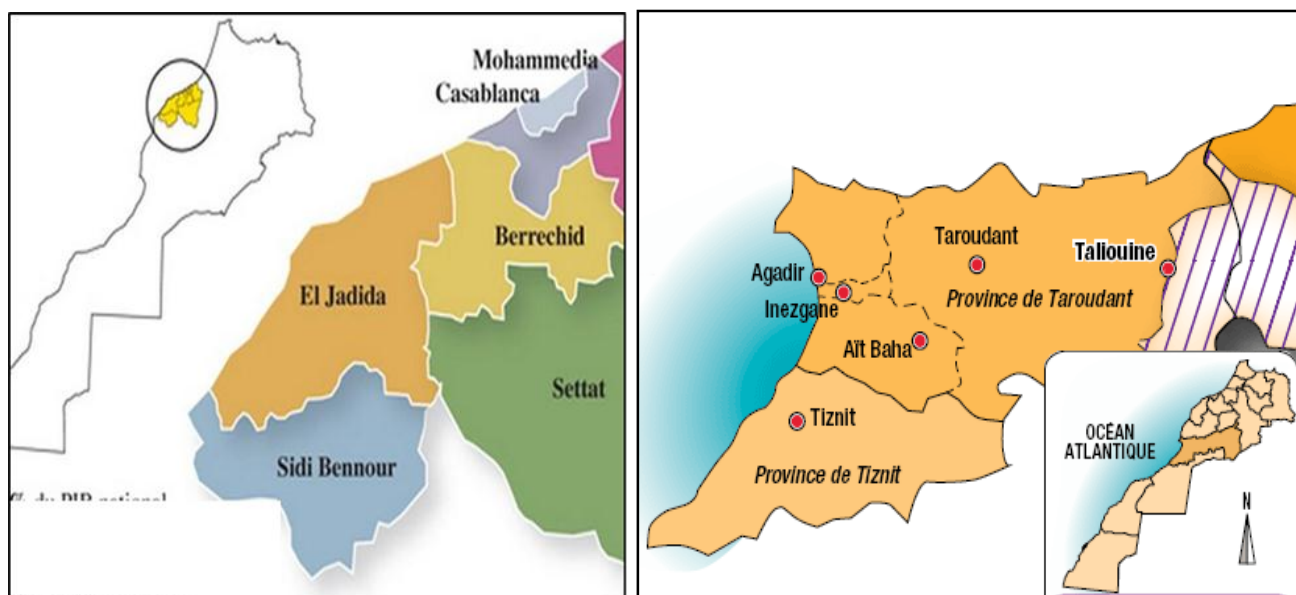 Mohammedia
Casablanca
Berrechid
El Jadida
Settat
Sidi Bennour
Taroudant
Taliouine
Agadir
Province de Taroudant
Inezgane
Aït Baha
Tiznit
OCÉAN
ATLANTIQUE
Province de Tiznit
N